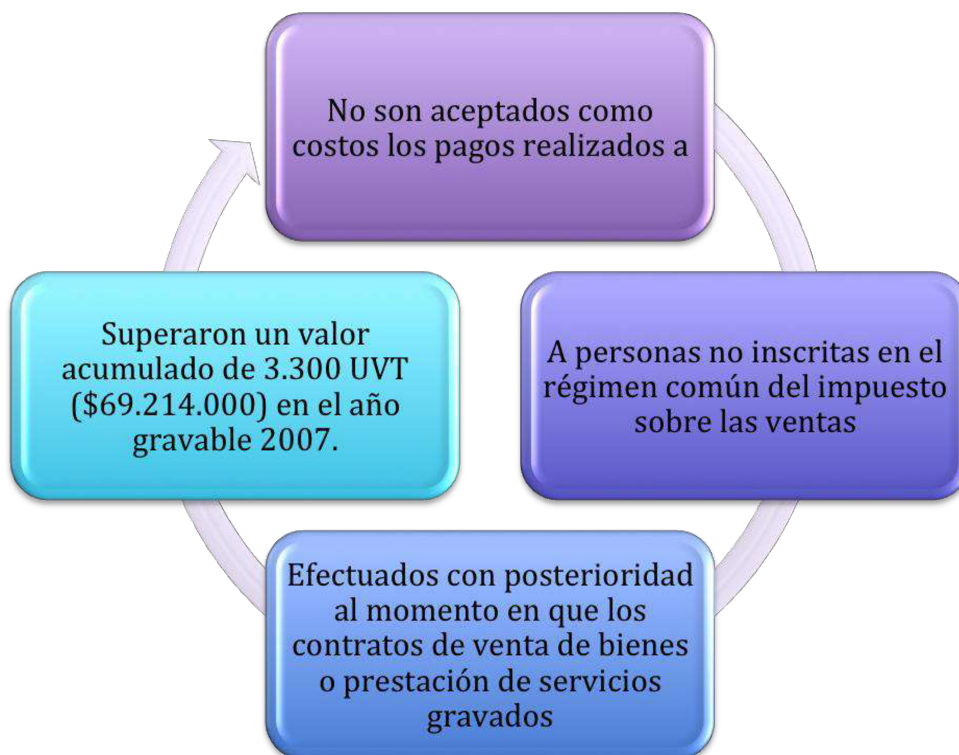 No son aceptados como
costos los pagos realizados a
A personas no inscritas en el
régimen común del impuesto
sobre las ventas
Efectuados con posterioridad
al momento en que los
contratos de venta de bienes
o prestación de servicios
gravados
Superaron un valor
acumulado de 3.300 UVT
($69.214.000) en el año
gravable 2007.